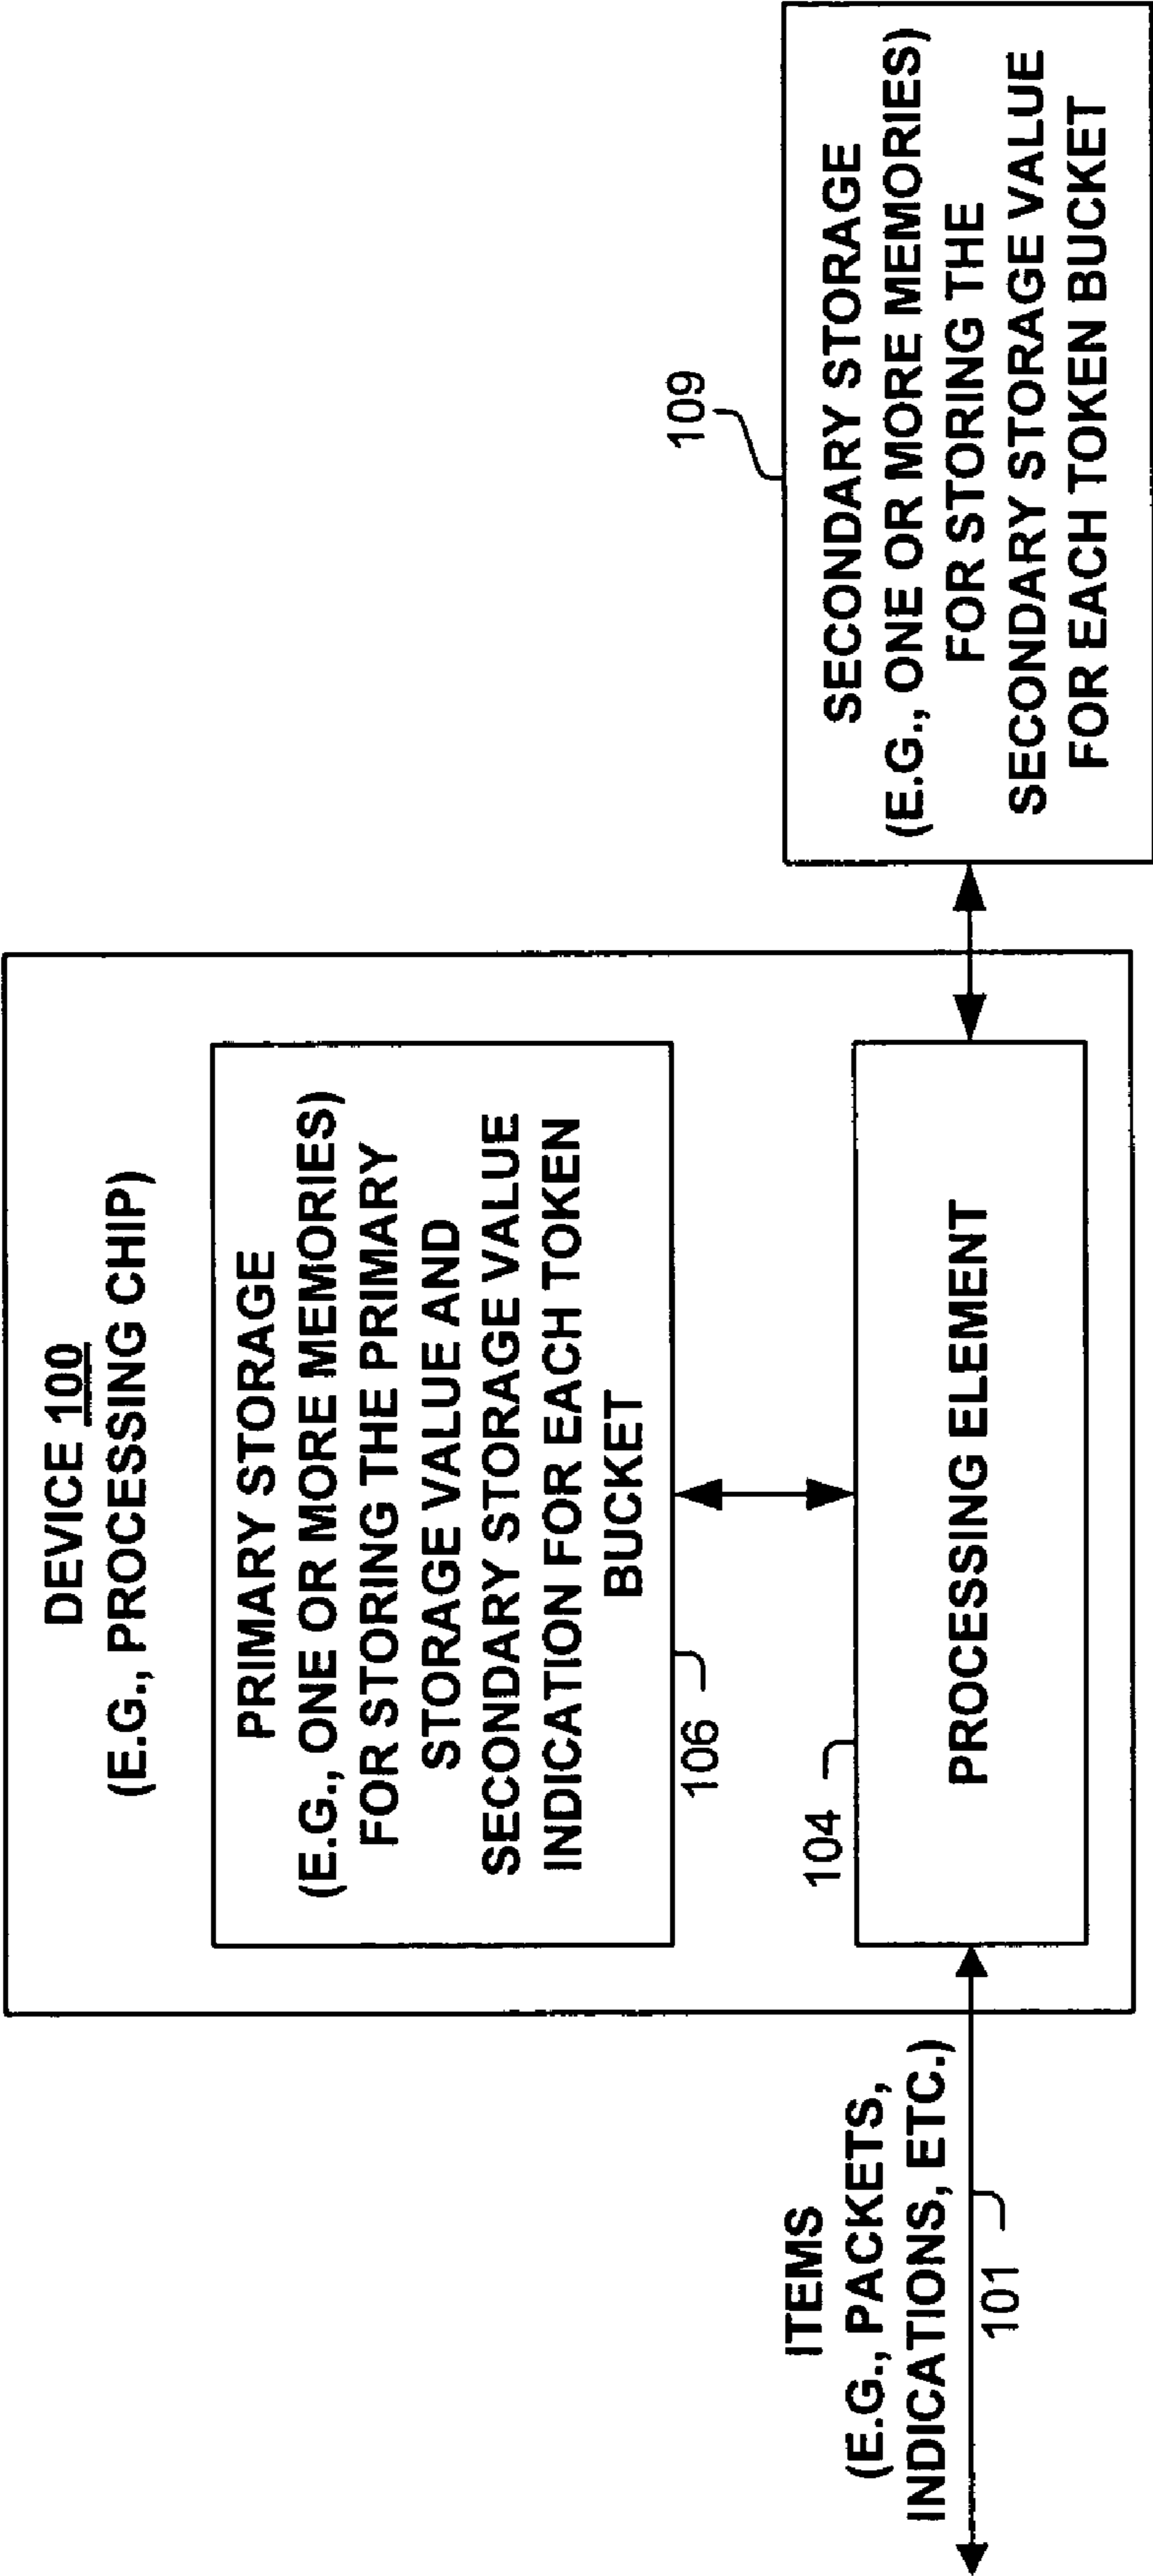 DEVICE 100
(E.G., PROCESSING CHIP)
PRIMARY STORAGE
(E.G., ONE OR MORE MEMORIES)
FOR STORING THE PRIMARY
STORAGE VALUE AND
SECONDARY STORAGE VALUE
INDICATION FOR EACH TOKEN
BUCKET
106
104
PROCESSING ELEMENT
ITEMS
(E.G., PACKETS,
INDICATIONS, ETC.)
101
109
SECONDARY STORAGE
(E.G., ONE OR MORE MEMORIES)
FOR STORING THE
SECONDARY STORAGE VALUE
FOR EACH TOKEN BUCKET